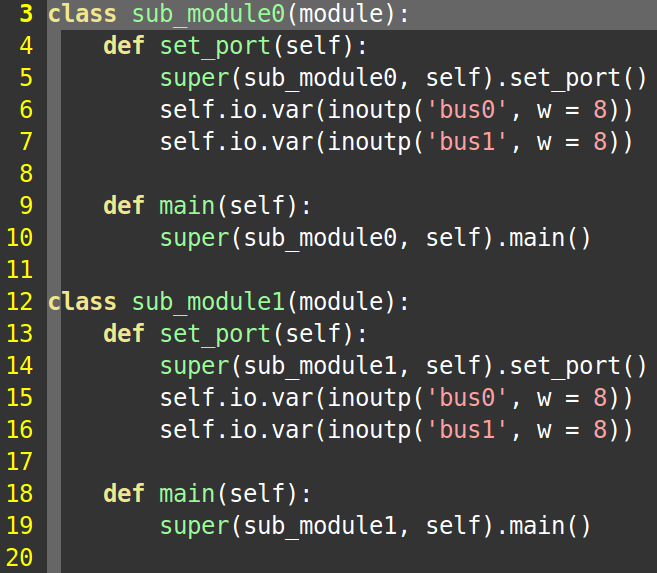 3 class sub_module0(module):
4     def set_port(self):
5         super(sub_module0, self).set_port()
6         self.io.var(inoutp('bus0', w = 8))
7         self.io.var(inoutp('bus1', w = 8))
8
9     def main(self):
10         super(sub_module0, self).main()
11
12 class sub_module1(module):
13     def set_port(self):
14         super(sub_module1, self).set_port()
15         self.io.var(inoutp('bus0', w = 8))
16         self.io.var(inoutp('bus1', w = 8))
17
18     def main(self):
19         super(sub_module1, self).main()
20